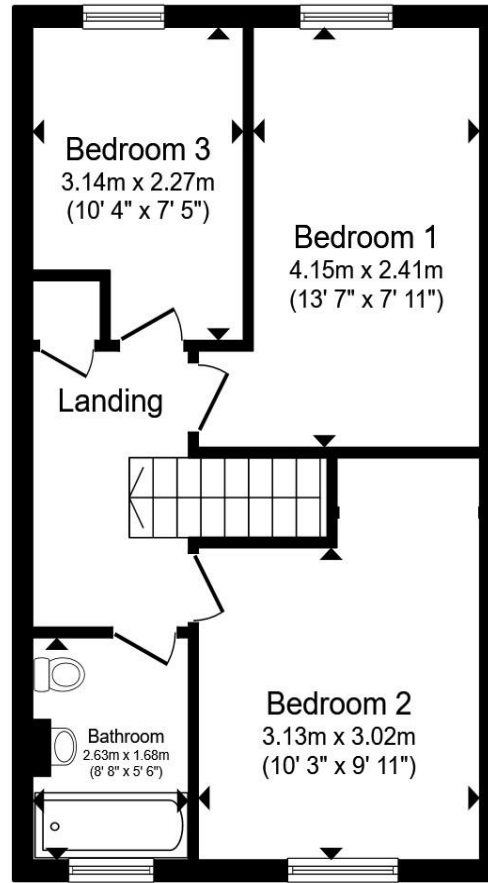 Bedroom 3
3.14m x 2.27m
(10' 4" x 7' 5")
Bedroom 1
4.15m x 2.41m
(13' 7" x 7' 11")
Landing
Bedroom 2
3.13m x 3.02m
(10' 3" x 9' 11")
Bathroom
2.63m x 1.68m
(8' 8" x 5' 6")